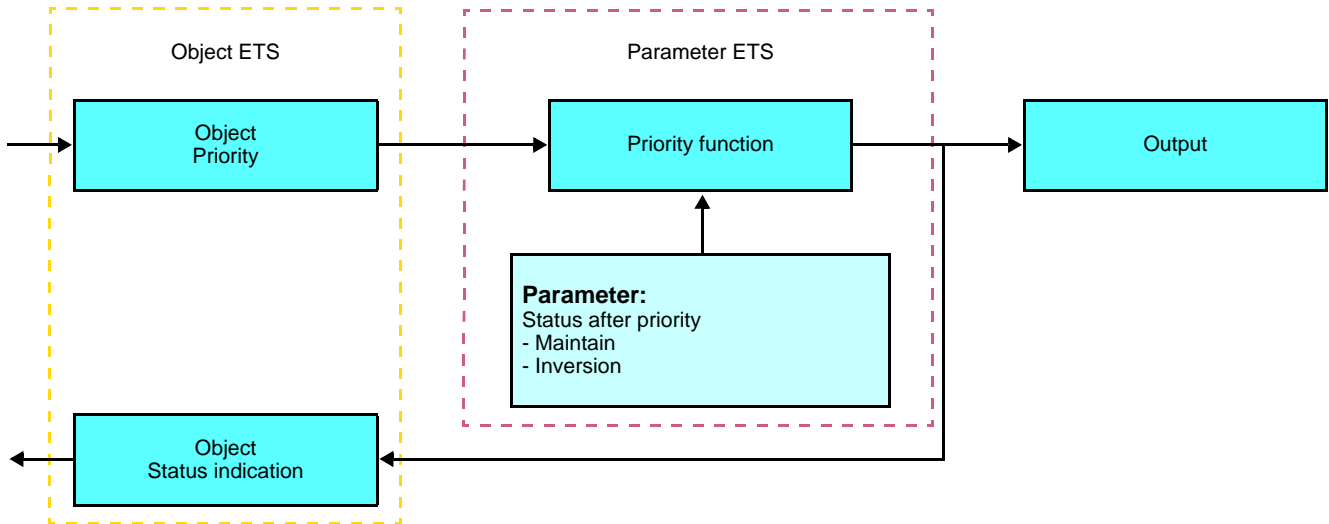 Object ETS
Parameter ETS
Object
Priority
Priority function
Output
Parameter:
Status after priority
- Maintain
- Inversion
Object
Status indication